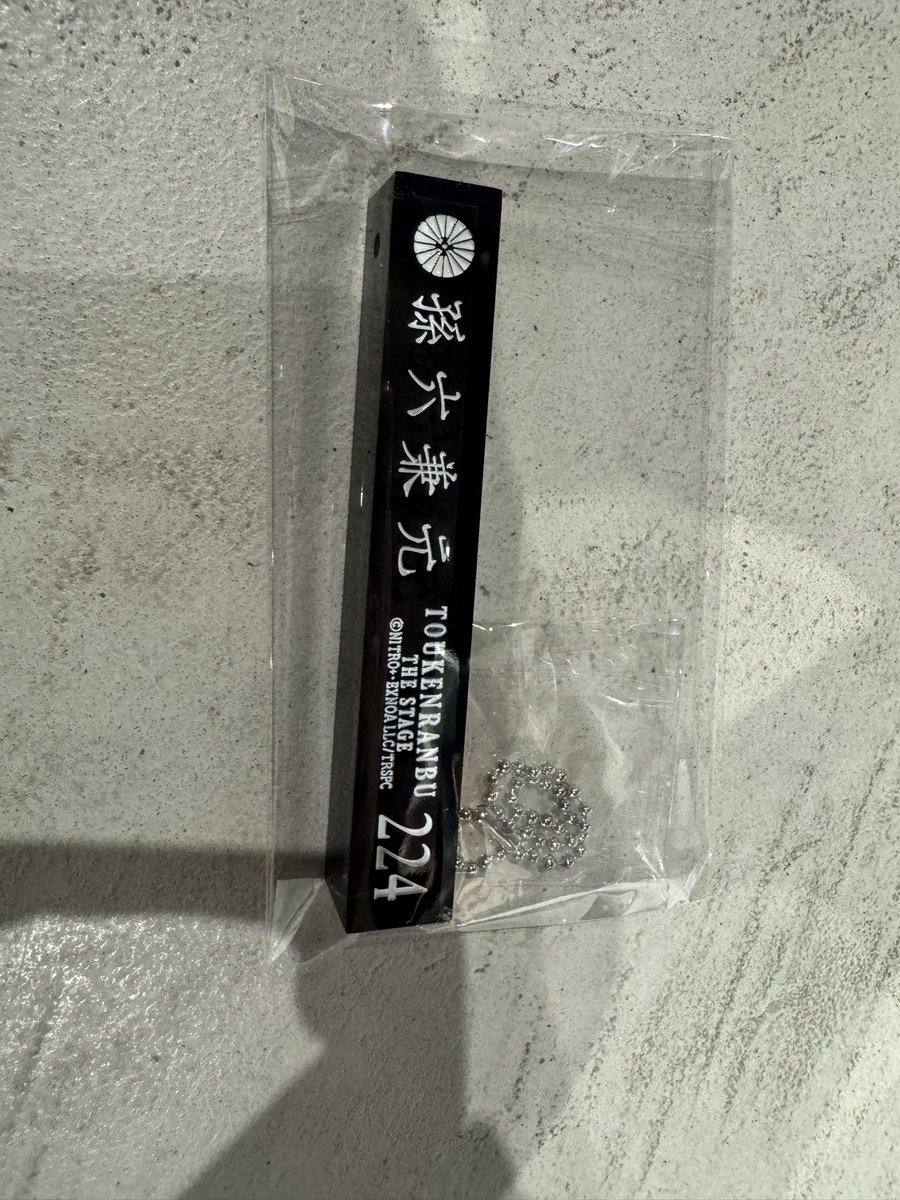 孫六兼元
TOUKENRANBU
THE STAGE
©NITRO+・EXNOA LLC/TRSPC
224